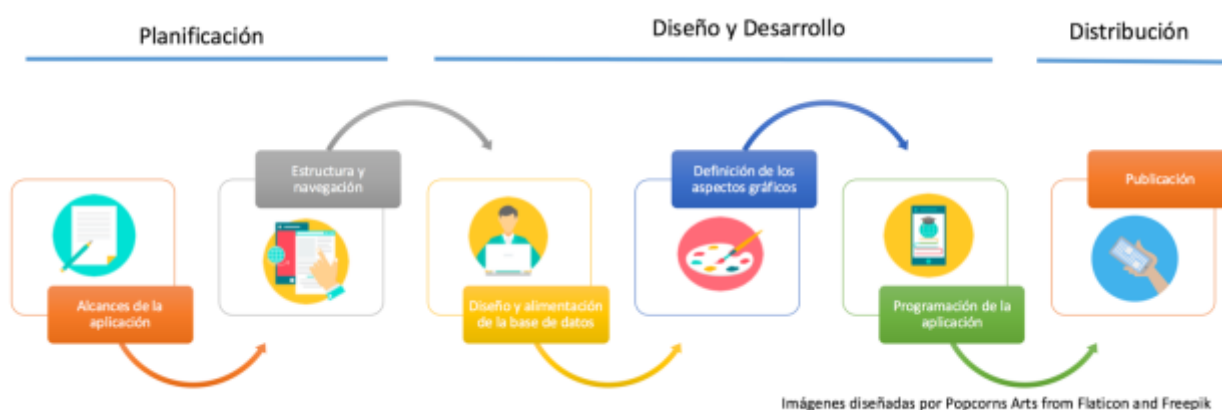 Planificación
Diseño y Desarrollo
Distribución
Alcances de la
aplicación
Estructura y
navegación
Diseño y alimentación
de la base de datos
Definición de los
aspectos gráficos
Programación de la
aplicación
Publicación
Imágenes diseñadas por Popcorns Arts from Flaticon and Freepik